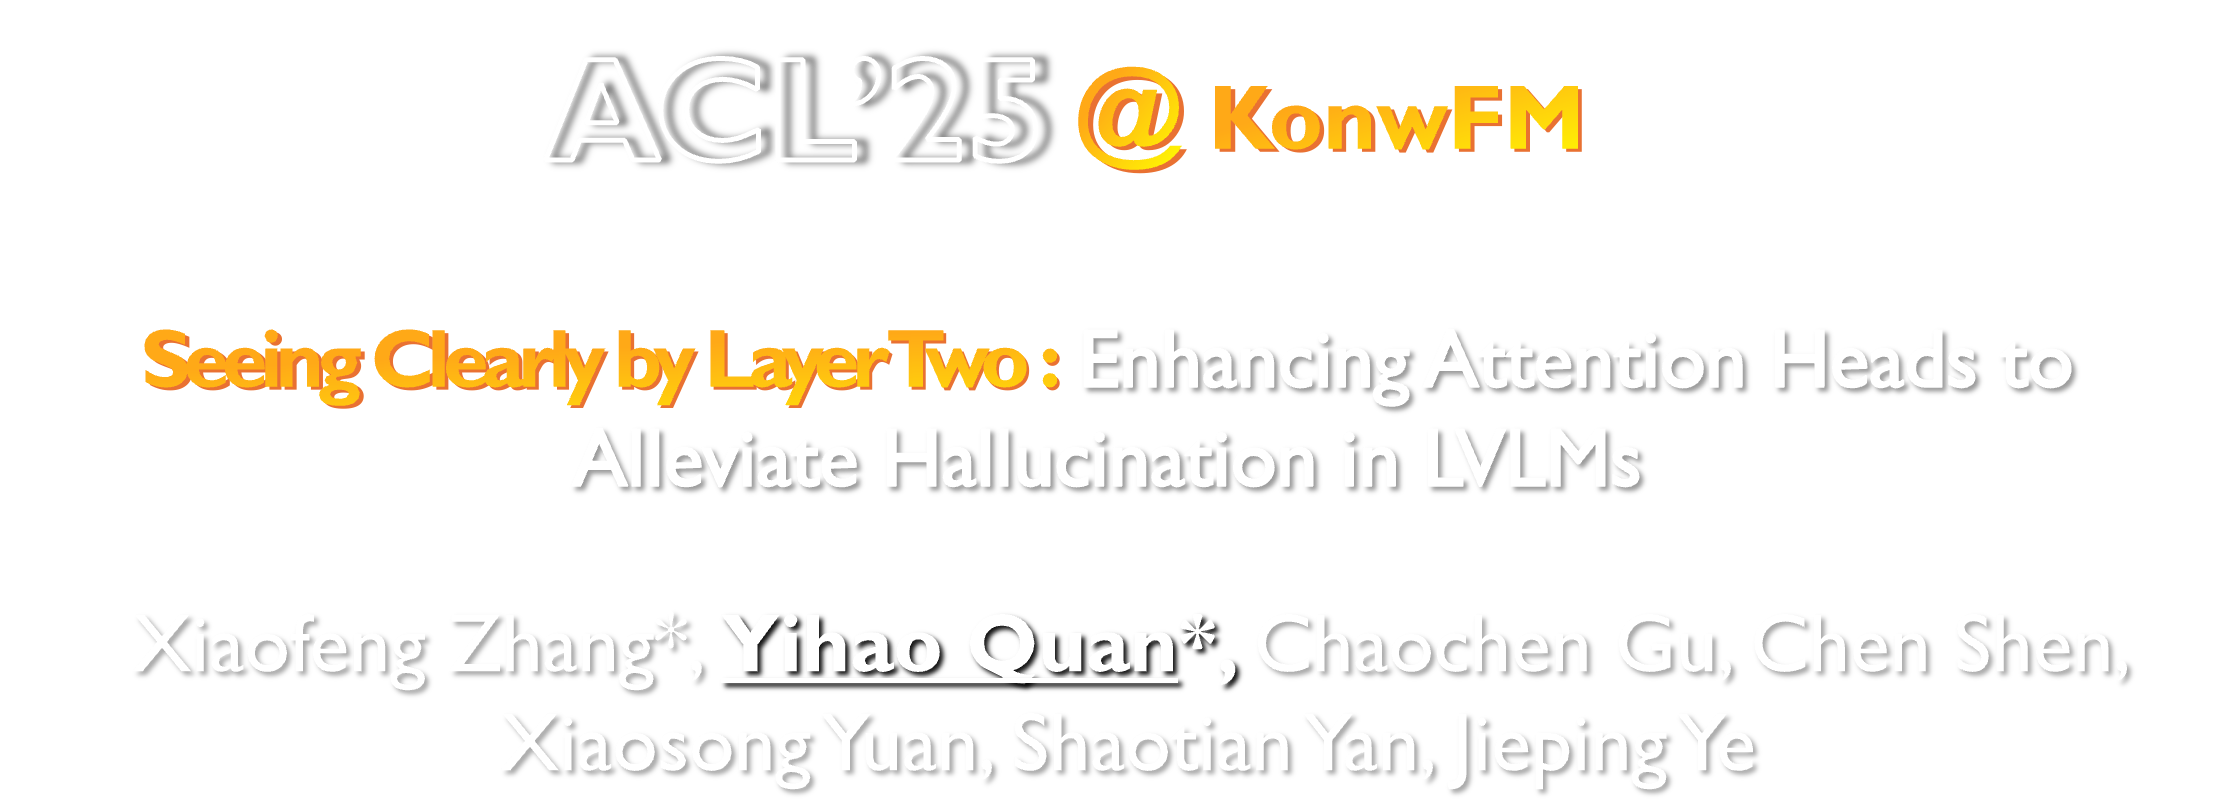 ACL’25 @ KonwFM
Seeing Clearly by Layer Two : Enhancing Attention Heads to
Alleviate Hallucination in LVLMs
Xiaofeng Zhang*, Yihao Quan*, Chaochen Gu, Chen Shen,
Xiaosong Yuan, Shaotian Yan, Jieping Ye